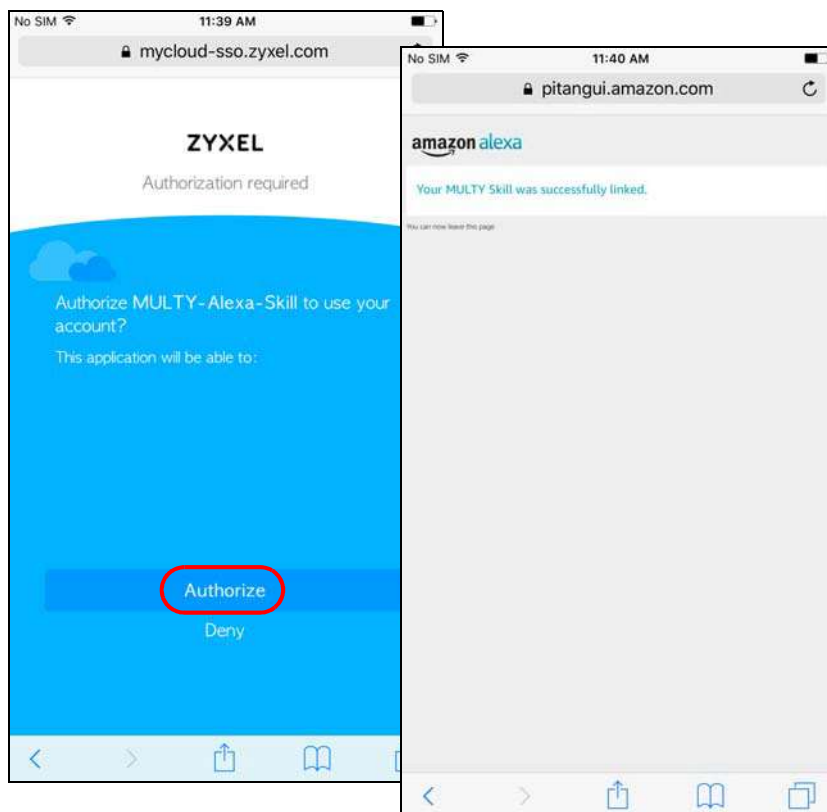 No SIM 11:39 AM
mycloud-sso.zyxel.com
ZYXEL
Authorization required
Authorize MULTY-Alexa-Skill to use your
account?
This application will be able to:
Authorize
Deny
No SIM 11:40 AM
pitangui.amazon.com
amazon alexa
Your MULTY Skill was successfully linked.
You can now leave this page